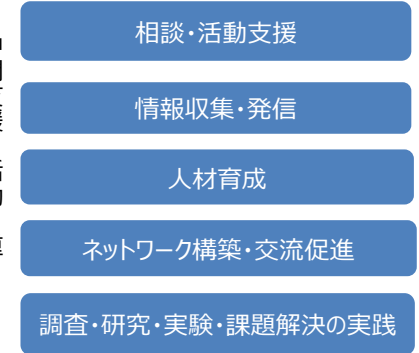 相談・活動支援
情報収集・発信
人材育成
ネットワーク構築・交流促進
調査・研究・実験・課題解決の実践